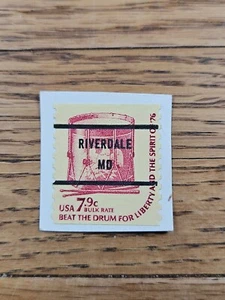 RIVERDALE
MD
USA 7.9c
BULK RATE
BEAT THE DRUM FOR LIBERTY AND THE SPIRIT OF '76